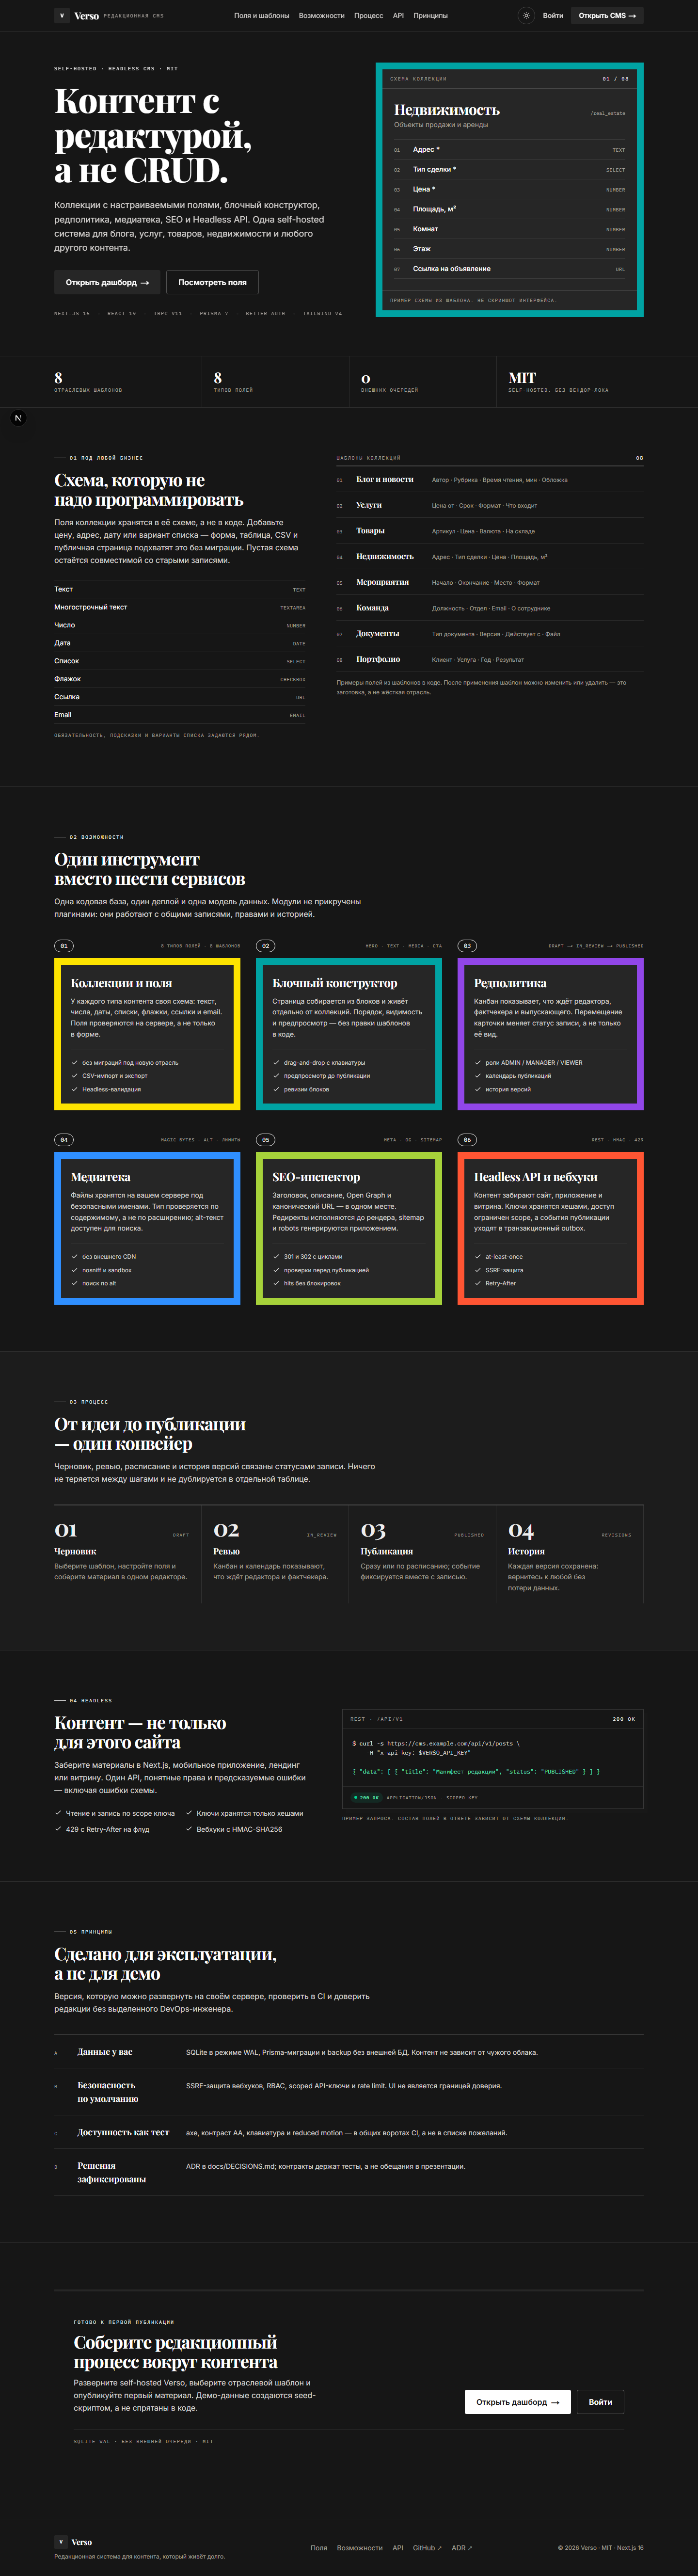 V Verso РЕДАКЦИОННАЯ CMS
Поля и шаблоны Возможности Процесс API Принципы
Войти Открыть CMS →
SELF-HOSTED · HEADLESS CMS · MIT
Контент с
редактурой,
а не CRUD.
Коллекции с настраиваемыми полями, блочный конструктор,
редполитика, медиатека, SEO и Headless API. Одна self-hosted
система для блога, услуг, товаров, недвижимости и любого
другого контента.
Открыть дашборд → Посмотреть поля
NEXT.JS 16 · REACT 19 · TRPC V11 · PRISMA 7 · BETTER AUTH · TAILWIND V4
СХЕМА КОЛЛЕКЦИИ 01 / 08
Недвижимость /real_estate
Объекты продажи и аренды
01 Адрес * TEXT
02 Тип сделки * SELECT
03 Цена * NUMBER
04 Площадь, м² NUMBER
05 Комнат NUMBER
06 Этаж NUMBER
07 Ссылка на объявление URL
ПРИМЕР СХЕМЫ ИЗ ШАБЛОНА, НЕ СКРИНШОТ ИНТЕРФЕЙСА.
8
ОТРАСЛЕВЫХ ШАБЛОНОВ
8
ТИПОВ ПОЛЕЙ
0
ВНЕШНИХ ОЧЕРЕДЕЙ
MIT
SELF-HOSTED, БЕЗ ВЕНДОР-ЛОКА
N
01 ПОД ЛЮБОЙ БИЗНЕС
Схема, которую не
надо программировать
Поля коллекции хранятся в её схеме, а не в коде. Добавьте
цену, адрес, дату или вариант списка — форма, таблица, CSV и
публичная страница подхватят это без миграции. Пустая схема
остаётся совместимой со старыми записями.
Текст TEXT
Многострочный текст TEXTAREA
Число NUMBER
Дата DATE
Список SELECT
Флажок CHECKBOX
Ссылка URL
Email EMAIL
ОБЯЗАТЕЛЬНОСТЬ, ПОДСКАЗКИ И ВАРИАНТЫ СПИСКА ЗАДАЮТСЯ РЯДОМ.
ШАБЛОНЫ КОЛЛЕКЦИЙ 08
01 Блог и новости Автор · Рубрика · Время чтения, мин · Обложка
02 Услуги Цена от · Срок · Формат · Что входит
03 Товары Артикул · Цена · Валюта · На складе
04 Недвижимость Адрес · Тип сделки · Цена · Площадь, м²
05 Мероприятия Начало · Окончание · Место · Формат
06 Команда Должность · Отдел · Email · О сотруднике
07 Документы Тип документа · Версия · Действует с · Файл
08 Портфолио Клиент · Услуга · Год · Результат
Примеры полей из шаблонов в коде. После применения шаблон можно изменить или удалить — это
заготовка, а не жёсткая отрасль.
02 ВОЗМОЖНОСТИ
Один инструмент
вместо шести сервисов
Одна кодовая база, один деплой и одна модель данных. Модули не прикручены
плагинами: они работают с общими записями, правами и историей.
01 8 ТИПОВ ПОЛЕЙ · 8 ШАБЛОНОВ
Коллекции и поля
У каждого типа контента своя схема: текст,
числа, даты, списки, флажки, ссылки и email.
Поля проверяются на сервере, а не только
в форме.
без миграций под новую отрасль
CSV-импорт и экспорт
Headless-валидация
02 HERO · TEXT · MEDIA · CTA
Блочный конструктор
Страница собирается из блоков и живёт
отдельно от коллекций. Порядок, видимость
и предпросмотр — без правки шаблонов
в коде.
drag-and-drop с клавиатуры
предпросмотр до публикации
ревизии блоков
03 DRAFT → IN_REVIEW → PUBLISHED
Редполитика
Канбан показывает, что ждёт редактора,
фактчекера и выпускающего. Перемещение
карточки меняет статус записи, а не только
её вид.
роли ADMIN / MANAGER / VIEWER
календарь публикаций
история версий
04 MAGIC BYTES · ALT · ЛИМИТЫ
Медиатека
Файлы хранятся на вашем сервере под
безопасными именами. Тип проверяется по
содержимому, а не по расширению; alt-текст
доступен для поиска.
без внешнего CDN
nosniff и sandbox
поиск по alt
05 META · OG · SITEMAP
SEO-инспектор
Заголовок, описание, Open Graph и
канонический URL — в одном месте.
Редиректы исполняются до рендера, sitemap
и robots генерируются приложением.
301 и 302 с циклами
проверки перед публикацией
hits без блокировок
06 REST · HMAC · 429
Headless API и вебхуки
Контент забирают сайт, приложение и
витрина. Ключи хранятся хешами, доступ
ограничен scope, а события публикации
уходят в транзакционный outbox.
at-least-once
SSRF-защита
Retry-After
03 ПРОЦЕСС
От идеи до публикации
— один конвейер
Черновик, ревью, расписание и история версий связаны статусами записи. Ничего
не теряется между шагами и не дублируется в отдельной таблице.
01 DRAFT
Черновик
Выберите шаблон, настройте поля и
соберите материал в одном редакторе.
02 IN_REVIEW
Ревью
Канбан и календарь показывают,
что ждёт редактора и фактчекера.
03 PUBLISHED
Публикация
Сразу или по расписанию; событие
фиксируется вместе с записью.
04 REVISIONS
История
Каждая версия сохранена:
вернитесь к любой без
потери данных.
04 HEADLESS
Контент — не только
для этого сайта
Заберите материалы в Next.js, мобильное приложение, лендинг
или витрину. Один API, понятные права и предсказуемые ошибки
— включая ошибки схемы.
Чтение и запись по scope ключа Ключи хранятся только хешами
429 с Retry-After на флуд Вебхуки с HMAC-SHA256
REST · /API/V1 200 OK
$ curl -s https://cms.example.com/api/v1/posts \
-H "x-api-key: $VERSO_API_KEY"
{ "data": [ { "title": "Манифест редакции", "status": "PUBLISHED" } ] }
200 OK APPLICATION/JSON · SCOPED KEY
ПРИМЕР ЗАПРОСА. СОСТАВ ПОЛЕЙ В ОТВЕТЕ ЗАВИСИТ ОТ СХЕМЫ КОЛЛЕКЦИИ.
05 ПРИНЦИПЫ
Сделано для эксплуатации,
а не для демо
Версия, которую можно развернуть на своём сервере, проверить в CI и доверить
редакции без выделенного DevOps-инженера.
A Данные у вас SQLite в режиме WAL, Prisma-миграции и backup без внешней БД. Контент не зависит от чужого облака.
B Безопасность
по умолчанию SSRF-защита вебхуков, RBAC, scoped API-ключи и rate limit. UI не является границей доверия.
C Доступность как тест axe, контраст AA, клавиатура и reduced motion — в общих воротах CI, а не в списке пожеланий.
D Решения
зафиксированы ADR в docs/DECISIONS.md; контракты держат тесты, а не обещания в презентации.
ГОТОВО К ПЕРВОЙ ПУБЛИКАЦИИ
Соберите редакционный
процесс вокруг контента
Разверните self-hosted Verso, выберите отраслевой шаблон и
опубликуйте первый материал. Демо-данные создаются seed-
скриптом, а не спрятаны в коде.
Открыть дашборд → Войти
SQLITE WAL · БЕЗ ВНЕШНЕЙ ОЧЕРЕДИ · MIT
V Verso
Редакционная система для контента, который живёт долго.
Поля Возможности API GitHub ↗ ADR ↗
© 2026 Verso · MIT · Next.js 16